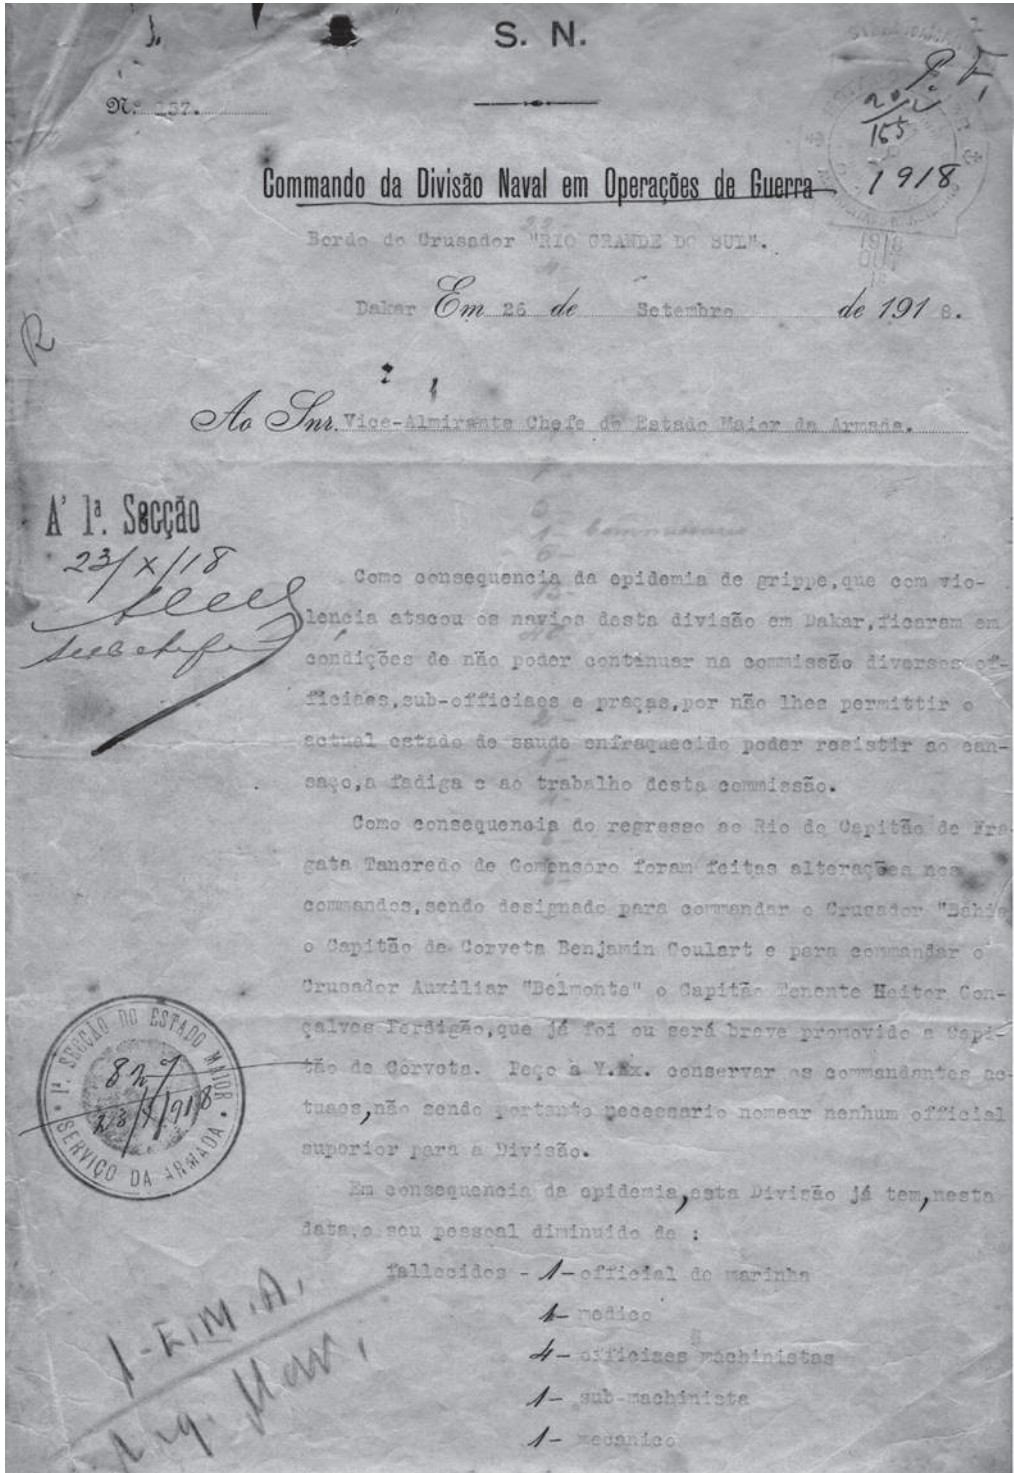 S. N.
Nº 157.
1918
Commando da Divisão Naval em Operações de Guerra
Bordo do Crusador "RIO GRANDE DO SUL".
Dakar Em 26 de Setembro de 1918.
R
Ao Snr. Vice-Almirante Chefe do Estado Maior da Armada.
A' 1ª. Secção
23/X/18
Como consequencia da epidemia de grippe,que com vio-
lencia atacou os navios desta divisão em Dakar,ficaram em
condições de não poder continuar na commissão diversos of-
ficiaes,sub-officiaes e praças,por não lhes permittir o
actual estado de saude enfraquecido poder resistir ao can-
saço,a fadiga e ao trabalho desta commissão.
Como consequencia do regresso ao Rio do Capitão de Fra-
gata Tancredo de Gomensoro foram feitas alterações nos
commandos,sendo designado para commandar o Crusador "Bahia
o Capitão de Corveta Benjamin Goulart e para commandar o
Crusador Auxiliar "Belmonte" o Capitão Tenente Heitor Gon-
çalves Perdigão,que já foi ou será breve promovido a Capi-
tão de Corveta. Peço à V.Ex. conservar os commandantes ac-
tuaes,não sendo portanto necessario nomear nenhum official
superior para a Divisão.
Em consequencia da epidemia,esta Divisão já tem,nesta
data,o seu pessoal diminuido de :
fallecidos - 1-official de marinha
1- medico
4- officiaes machinistas
1- sub-machinista
1- mecanico
1ª SECÇÃO DO ESTADO MAIOR
SERVIÇO DA ARMADA
23/X/918
1-E.M.A.